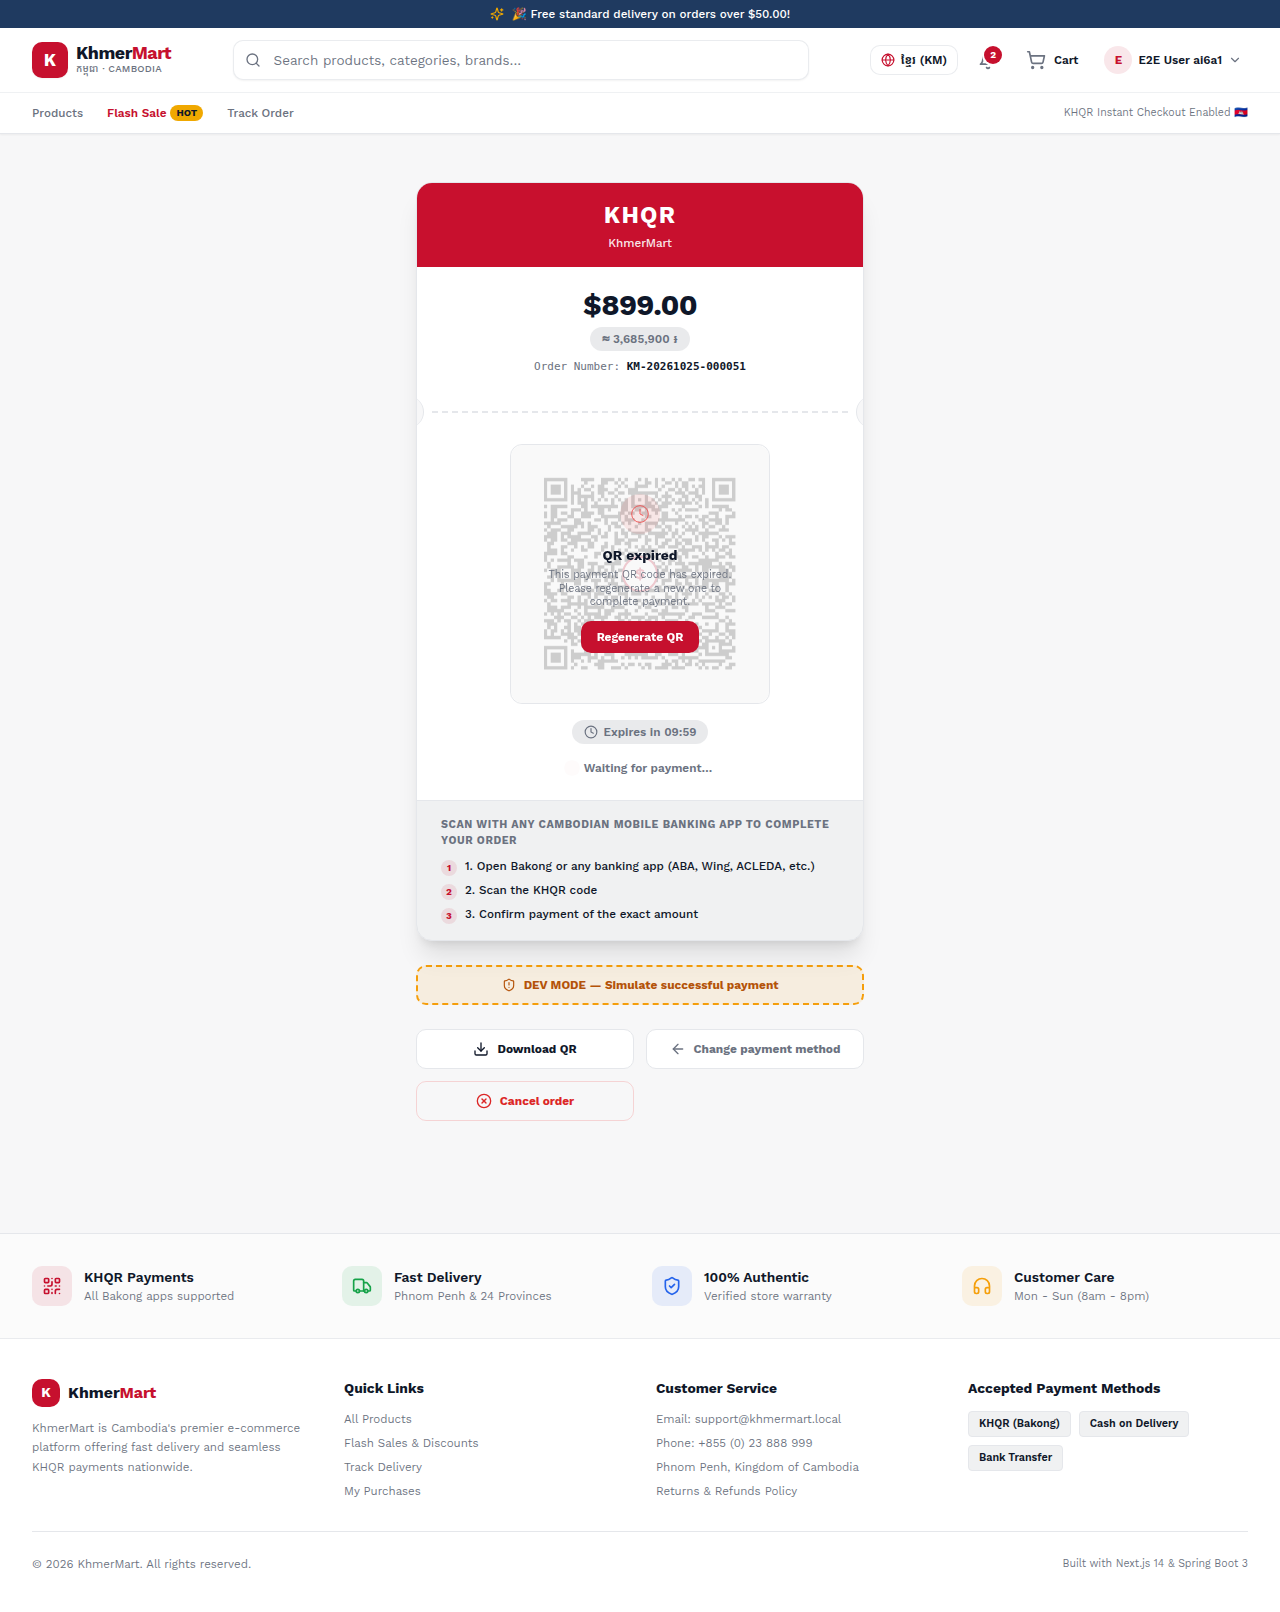 ✨ 🎉 Free standard delivery on orders over $50.00!
K KhmerMart
កម្ពុជា · CAMBODIA
Search products, categories, brands...
ខ្មែរ (KM)
2
Cart
E E2E User ai6a1
Products
Flash Sale HOT
Track Order
KHQR Instant Checkout Enabled 🇰🇭
KHQR
KhmerMart
$899.00
≈ 3,685,900 ៛
Order Number: KM-20261025-000051
QR expired
This payment QR code has expired.
Please regenerate a new one to
complete payment.
Regenerate QR
Expires in 09:59
Waiting for payment...
SCAN WITH ANY CAMBODIAN MOBILE BANKING APP TO COMPLETE
YOUR ORDER
1 1. Open Bakong or any banking app (ABA, Wing, ACLEDA, etc.)
2 2. Scan the KHQR code
3 3. Confirm payment of the exact amount
DEV MODE — Simulate successful payment
Download QR
Change payment method
Cancel order
KHQR Payments
All Bakong apps supported
Fast Delivery
Phnom Penh & 24 Provinces
100% Authentic
Verified store warranty
Customer Care
Mon - Sun (8am - 8pm)
K KhmerMart
KhmerMart is Cambodia's premier e-commerce
platform offering fast delivery and seamless
KHQR payments nationwide.
Quick Links
All Products
Flash Sales & Discounts
Track Delivery
My Purchases
Customer Service
Email: support@khmermart.local
Phone: +855 (0) 23 888 999
Phnom Penh, Kingdom of Cambodia
Returns & Refunds Policy
Accepted Payment Methods
KHQR (Bakong)
Cash on Delivery
Bank Transfer
© 2026 KhmerMart. All rights reserved.
Built with Next.js 14 & Spring Boot 3